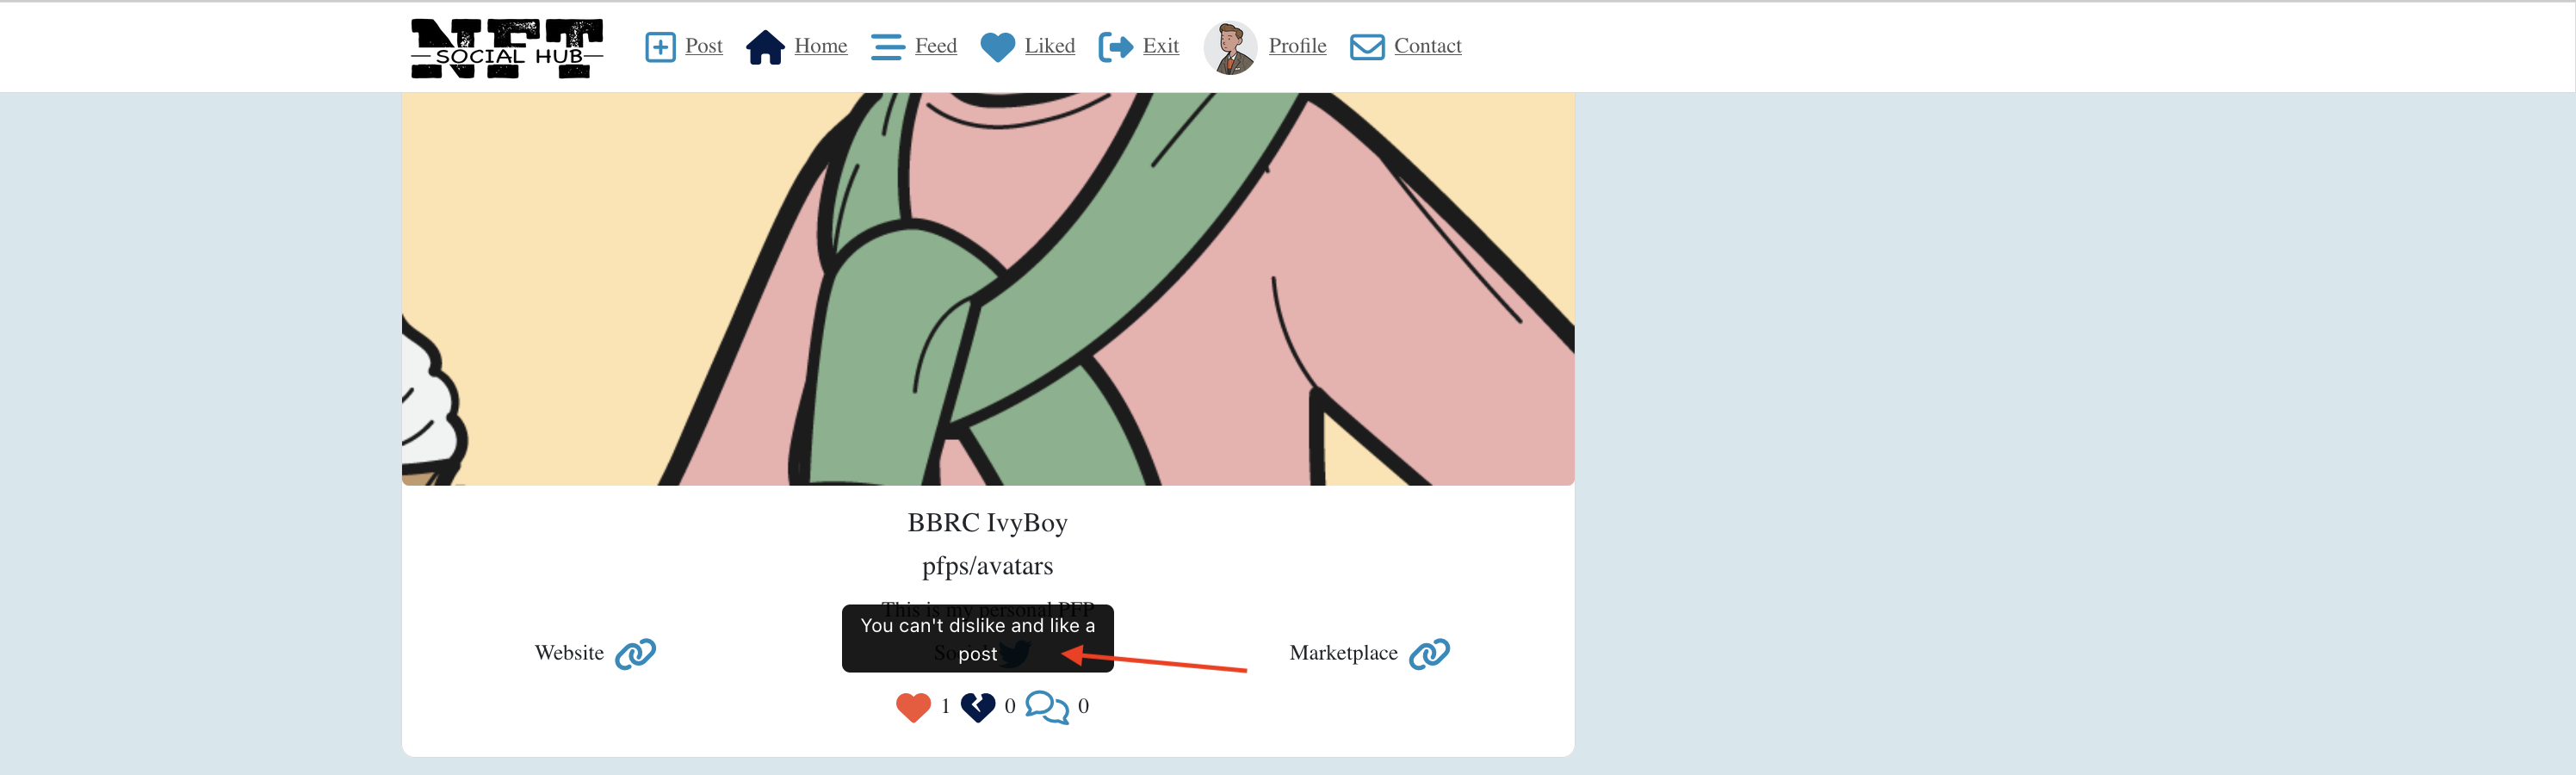 NFT
SOCIAL HUB
Post Home Feed Liked Exit Profile Contact
BBRC IvyBoy
pfps/avatars
This is my personal PFP
You can't dislike and like a
post
Website
Marketplace
1 0 0